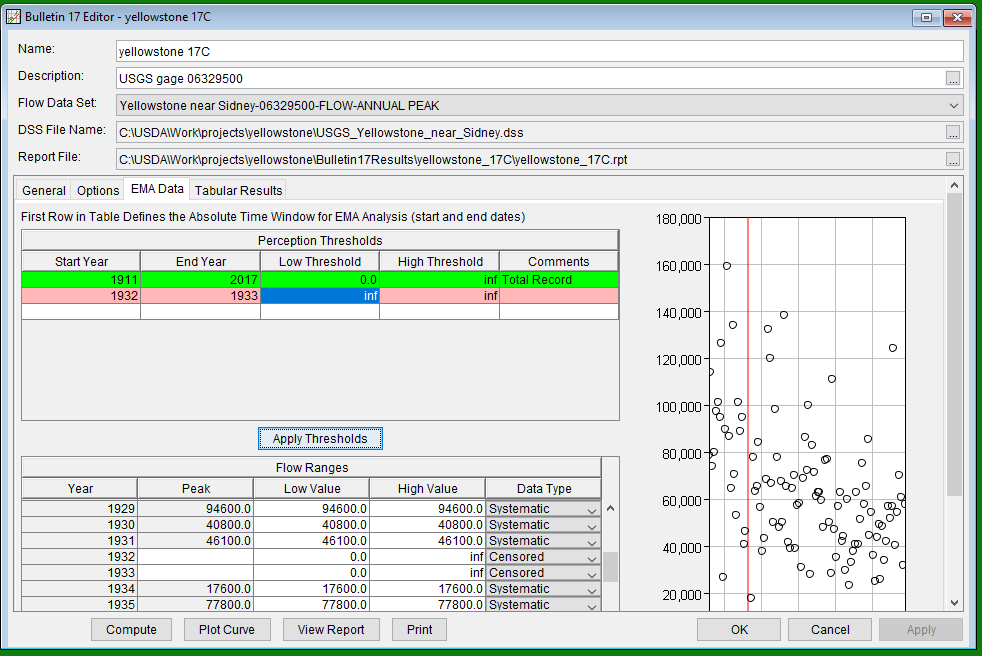 Bulletin 17 Editor - yellowstone 17C
Name: yellowstone 17C
Description: USGS gage 06329500 ...
Flow Data Set: Yellowstone near Sidney-06329500-FLOW-ANNUAL PEAK
DSS File Name: C:\USDA\Work\projects\yellowstone\USGS_Yellowstone_near_Sidney.dss ...
Report File: C:\USDA\Work\projects\yellowstone\Bulletin17Results\yellowstone_17C\yellowstone_17C.rpt ...
General Options EMA Data Tabular Results
First Row in Table Defines the Absolute Time Window for EMA Analysis (start and end dates)
Perception Thresholds
Start Year End Year Low Threshold High Threshold Comments
1911 2017 0.0 inf Total Record
1932 1933 inf inf
Apply Thresholds
Flow Ranges
Year Peak Low Value High Value Data Type
1929 94600.0 94600.0 94600.0 Systematic
1930 40800.0 40800.0 40800.0 Systematic
1931 46100.0 46100.0 46100.0 Systematic
1932 0.0 inf Censored
1933 0.0 inf Censored
1934 17600.0 17600.0 17600.0 Systematic
1935 77800.0 77800.0 77800.0 Systematic
180,000
160,000
140,000
120,000
100,000
80,000
60,000
40,000
20,000
Compute Plot Curve View Report Print OK Cancel Apply